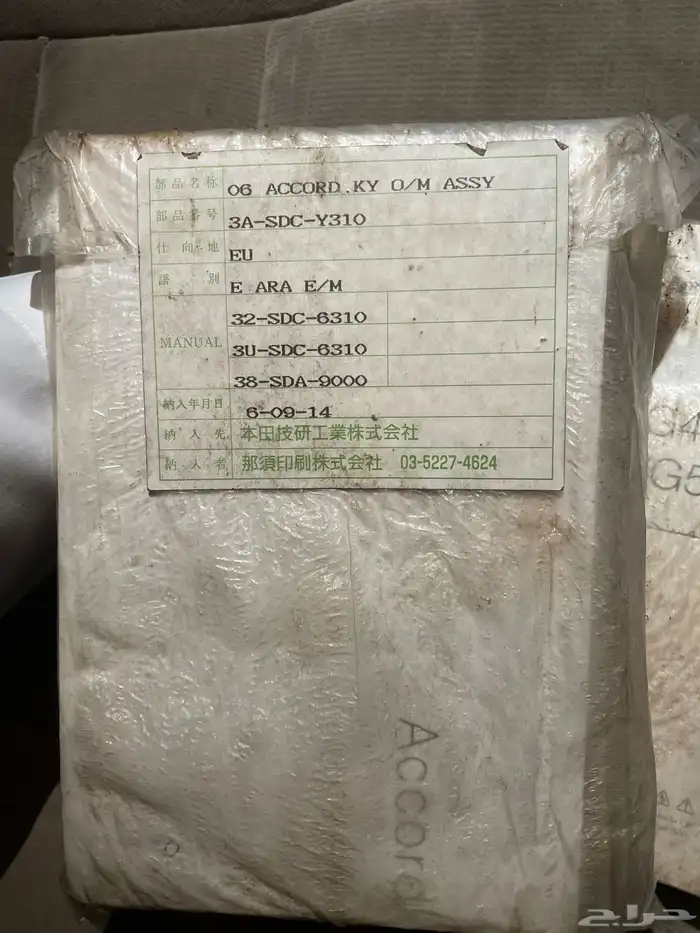 部品名称 06 ACCORD.KY O/M ASSY
部品番号 3A-SDC-Y310
仕向地 EU
語別 E ARA E/M
MANUAL 32-SDC-6310
3U-SDC-6310
38-SDA-9000
納入年月日 6-09-14
納入先 本田技研工業株式会社
納入者 那須印刷株式会社 03-5227-4624
G4
G5
Accord
حراج